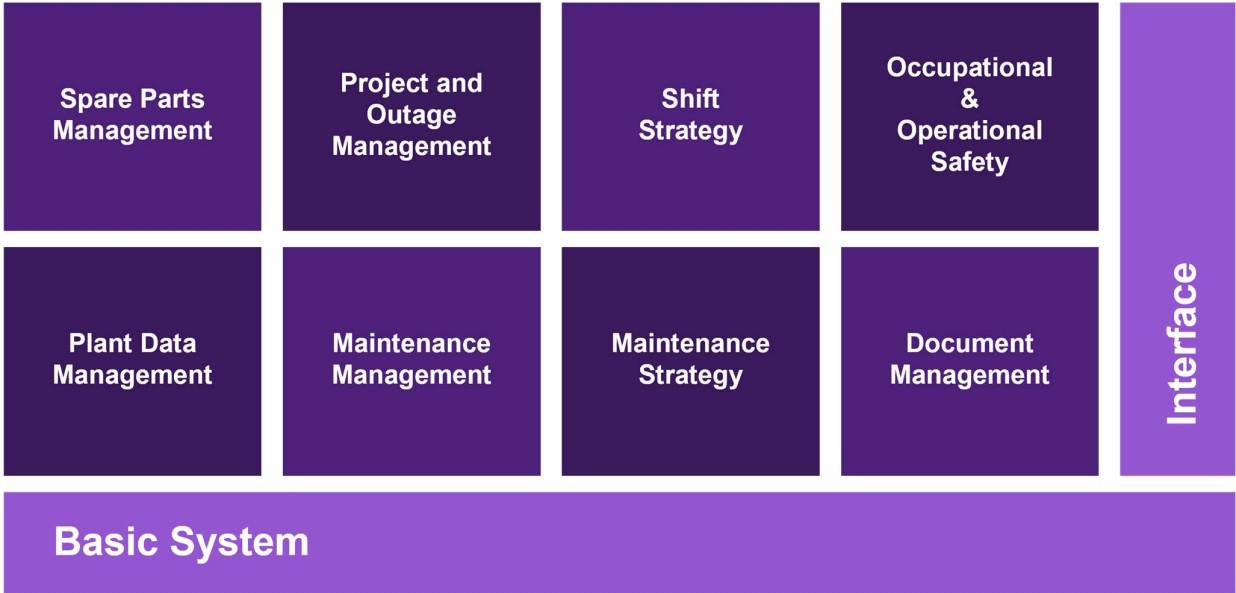 Spare Parts
Management
Project and
Outage
Management
Shift
Strategy
Occupational
&
Operational
Safety
Plant Data
Management
Maintenance
Management
Maintenance
Strategy
Document
Management
Interface
Basic System